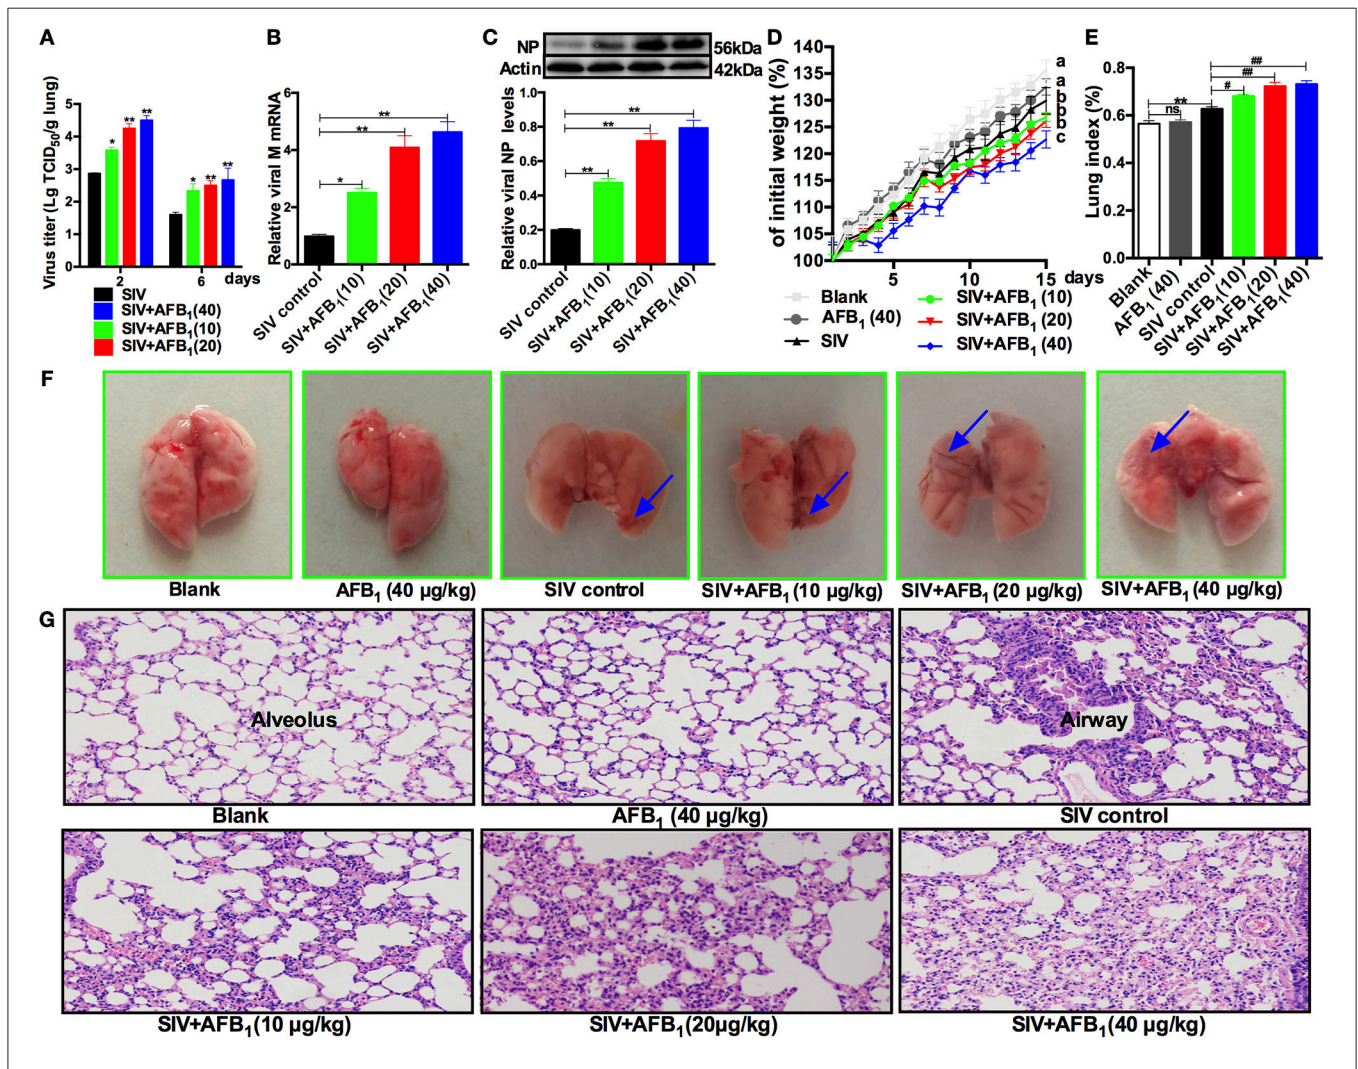 A
Virus titer (Lg TCID50/g lung)
5
4
3
2
1
0
* ** **
* ** **
2 6 days
SIV
SIV+AFB1(40)
SIV+AFB1(10)
SIV+AFB1(20)
B
Relative viral M mRNA
6
4
2
0
**
**
*
SIV control
SIV+AFB1(10)
SIV+AFB1(20)
SIV+AFB1(40)
C
NP 56kDa
Actin 42kDa
Relative viral NP levels
1.0
0.8
0.6
0.4
0.2
0.0
**
**
**
SIV control
SIV+AFB1(10)
SIV+AFB1(20)
SIV+AFB1(40)
D
of initial weight (%)
140
135
130
125
120
115
110
105
100
a
a
b
b
b
c
5 10 15 days
Blank
AFB1 (40)
SIV
SIV+AFB1 (10)
SIV+AFB1 (20)
SIV+AFB1 (40)
E
Lung index (%)
0.8
0.6
0.4
0.2
0.0
##
##
#
**
ns
Blank
AFB1 (40)
SIV control
SIV+AFB1(10)
SIV+AFB1(20)
SIV+AFB1(40)
F
Blank
AFB1 (40 µg/kg)
SIV control
SIV+AFB1 (10 µg/kg)
SIV+AFB1 (20 µg/kg)
SIV+AFB1 (40 µg/kg)
G
Alveolus
Airway
Blank
AFB1 (40 µg/kg)
SIV control
SIV+AFB1(10 µg/kg)
SIV+AFB1(20µg/kg)
SIV+AFB1(40 µg/kg)